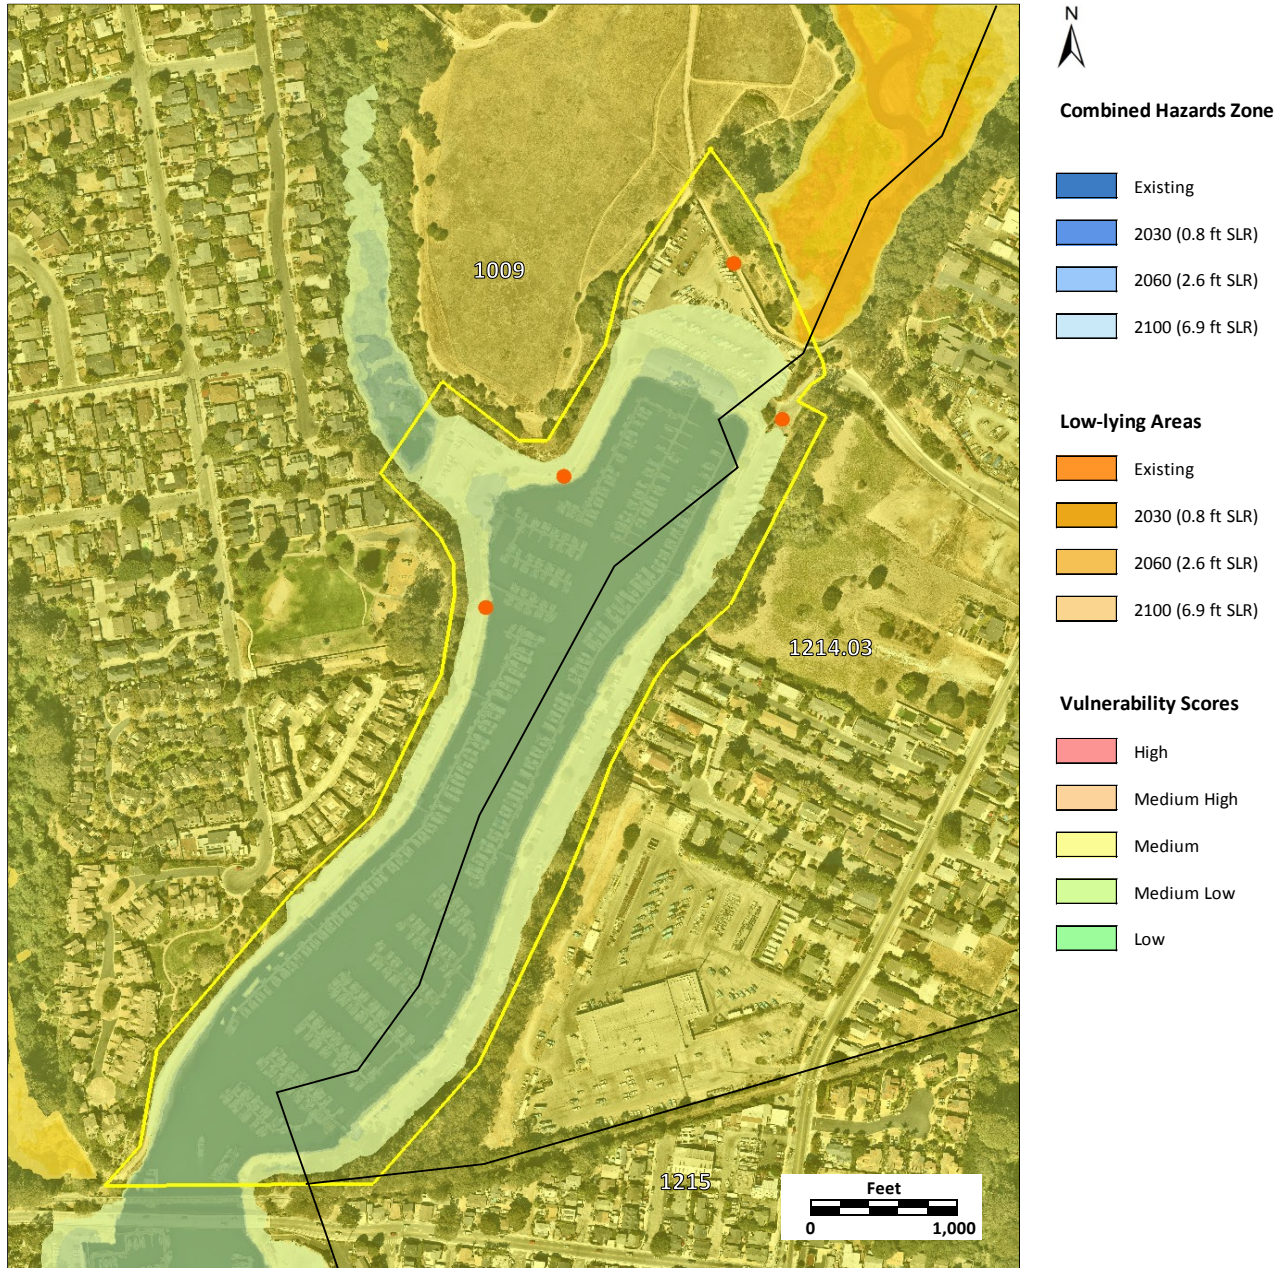 N
Combined Hazards Zone
Existing
2030 (0.8 ft SLR)
2060 (2.6 ft SLR)
2100 (6.9 ft SLR)
Low-lying Areas
Existing
2030 (0.8 ft SLR)
2060 (2.6 ft SLR)
2100 (6.9 ft SLR)
Vulnerability Scores
High
Medium High
Medium
Medium Low
Low
1009
1214.03
1215
Feet
0 1,000